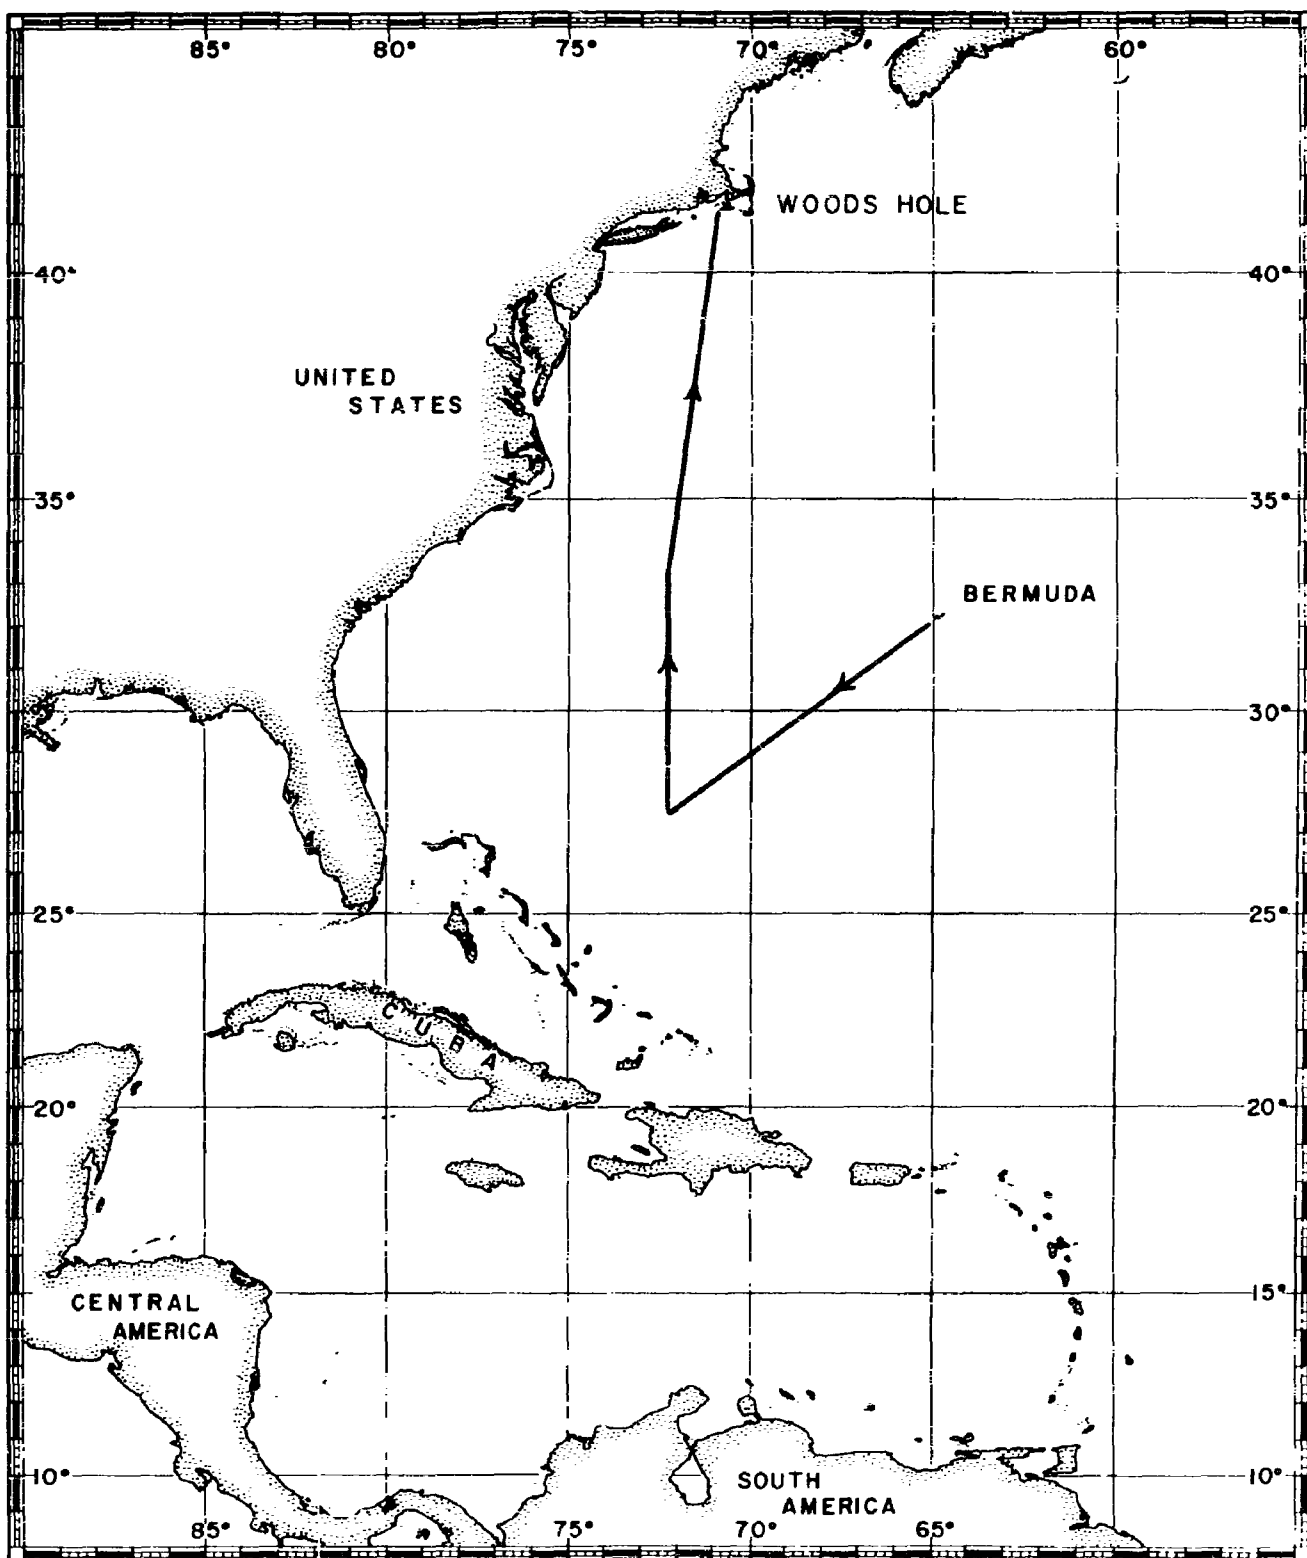 85° 80° 75° 70° 60°
WOODS HOLE
40° 40°
UNITED
STATES
35° 35°
BERMUDA
30° 30°
25° 25°
CUBA
20° 20°
15°
CENTRAL
AMERICA
10° 10°
SOUTH
AMERICA
85° 75° 70° 65°